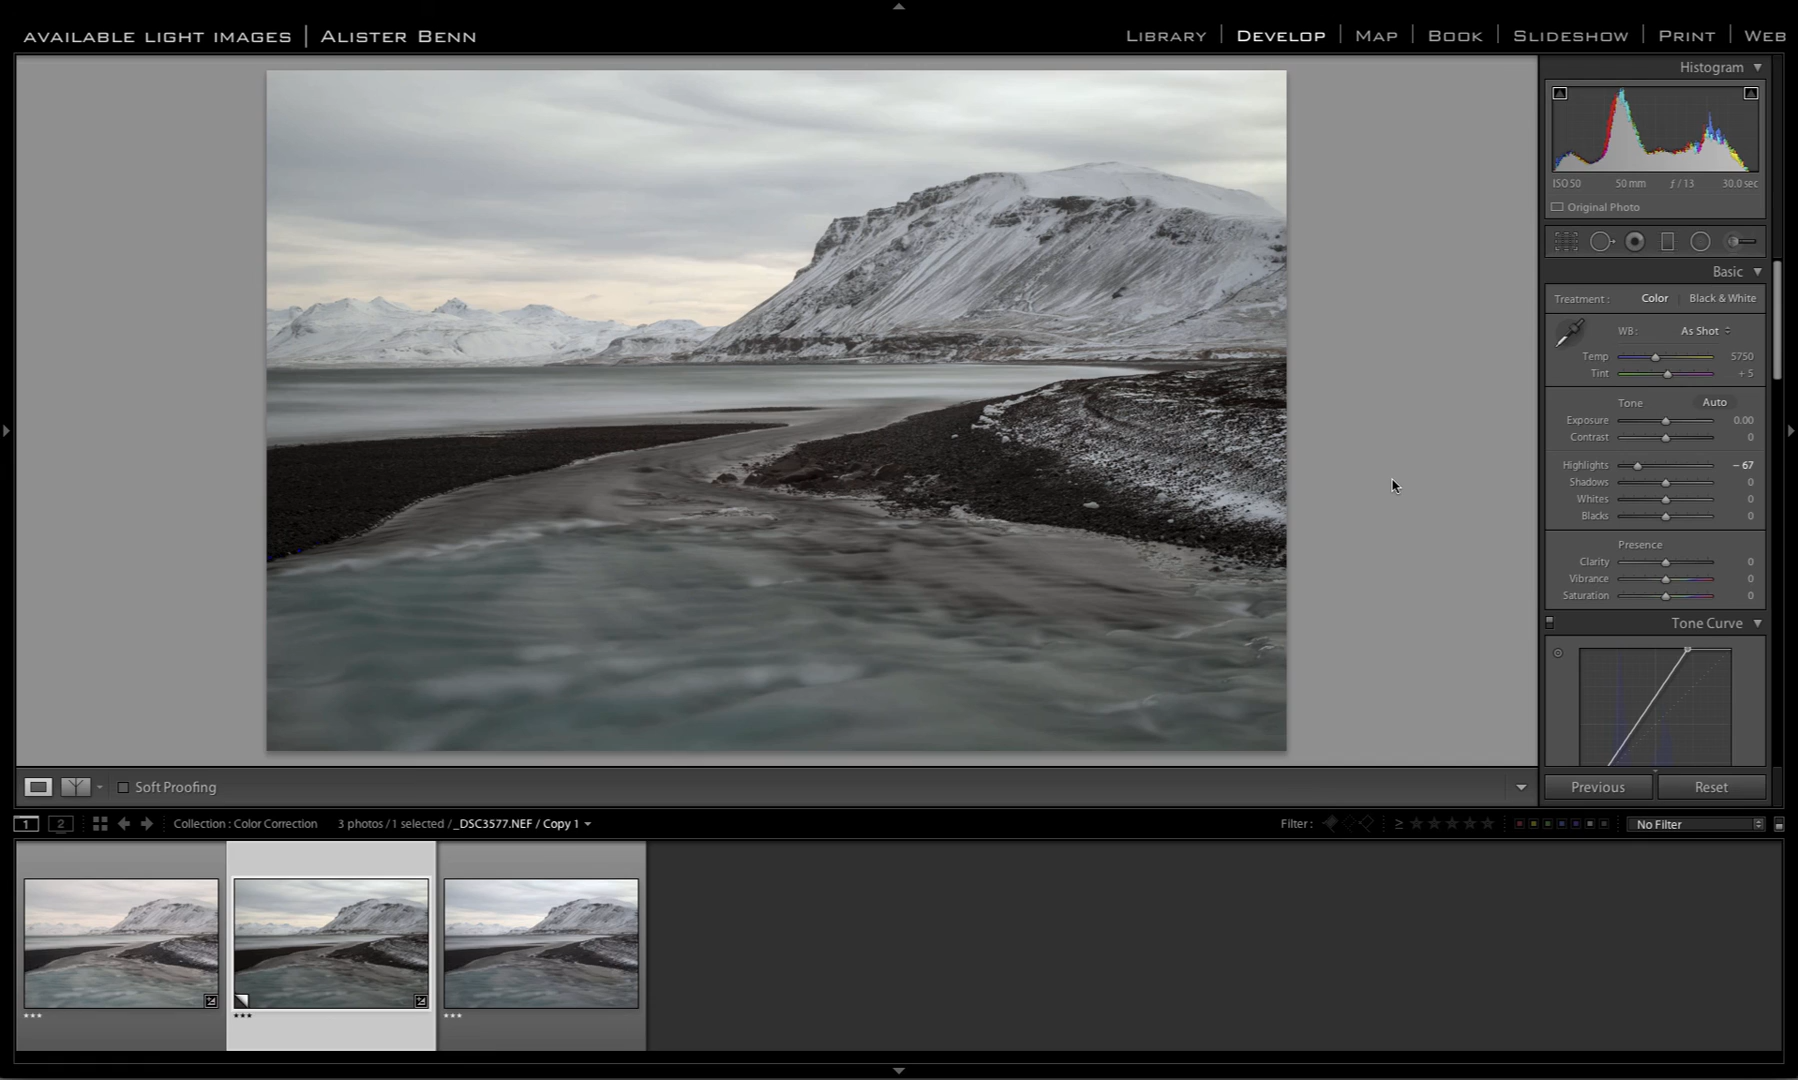 AVAILABLE LIGHT IMAGES | ALISTER BENN
LIBRARY | DEVELOP | MAP | BOOK | SLIDESHOW | PRINT | WEB
Histogram
ISO 50 50 mm ƒ / 13 30.0 sec
Original Photo
Basic
Treatment : Color | Black & White
WB : As Shot
Temp 5750
Tint + 5
Tone Auto
Exposure 0.00
Contrast 0
Highlights − 67
Shadows 0
Whites 0
Blacks 0
Presence
Clarity 0
Vibrance 0
Saturation 0
Tone Curve
Soft Proofing
Previous Reset
1 2 Collection : Color Correction 3 photos / 1 selected / _DSC3577.NEF / Copy 1 Filter : ≥ ★★★★★ No Filter
★★★ ★★★ ★★★